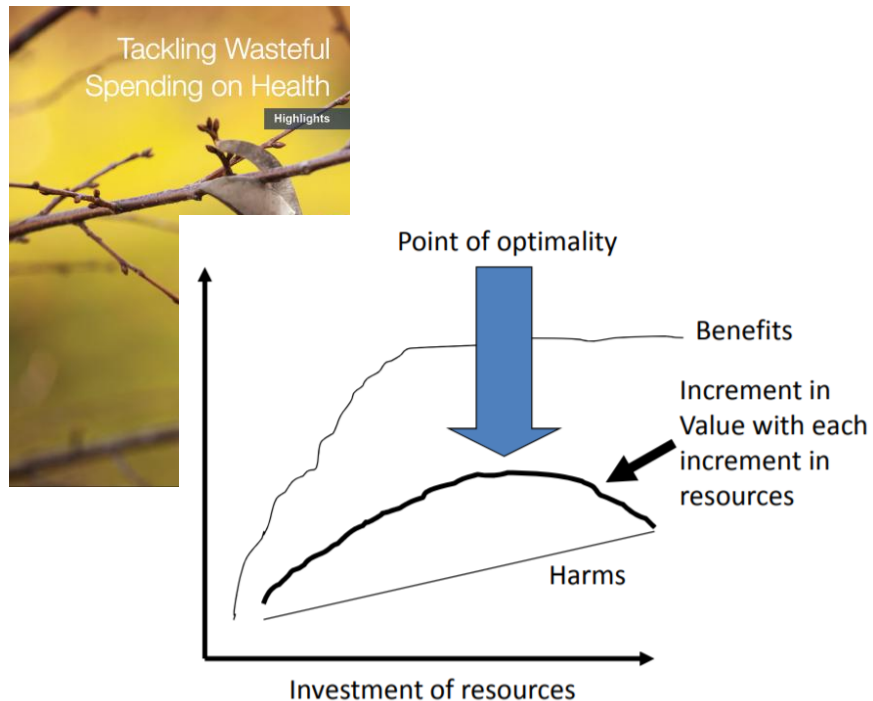 Tackling Wasteful
Spending on Health
Highlights
Point of optimality
Benefits
Increment in
Value with each
increment in
resources
Harms
Investment of resources